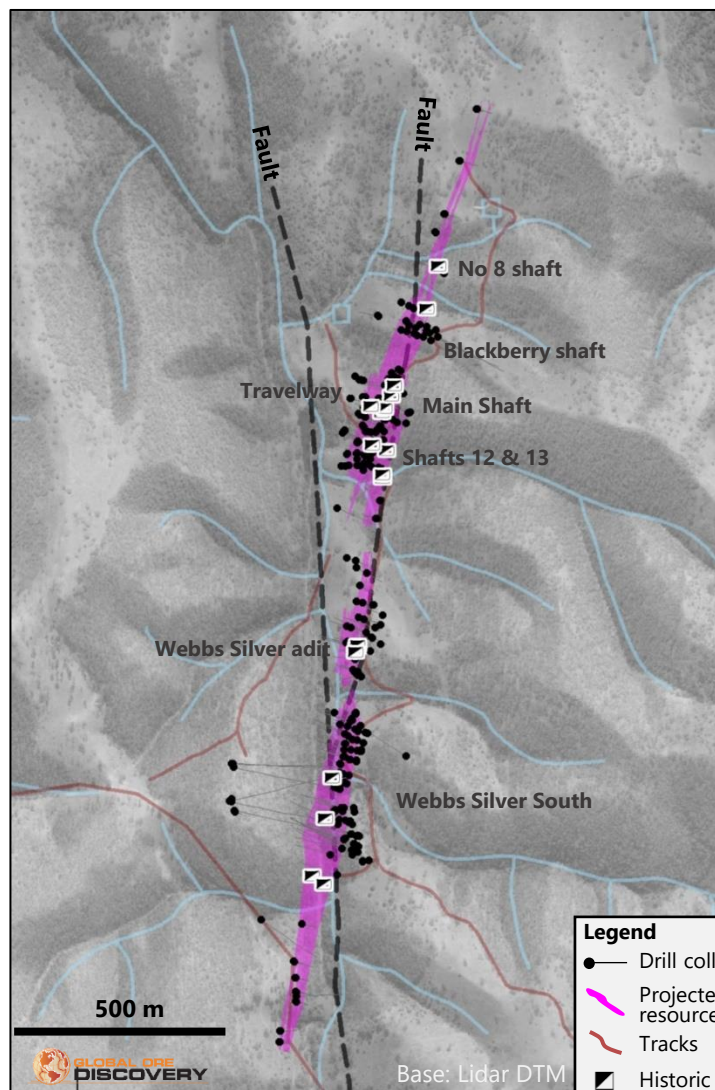 Fault
Fault
No 8 shaft
Blackberry shaft
Travelway
Main Shaft
Shafts 12 & 13
Webbs Silver adit
Webbs Silver South
Legend
Drill coll
Projecte
resource
Tracks
Historic
500 m
GLOBAL ORE
DISCOVERY
Base: Lidar DTM